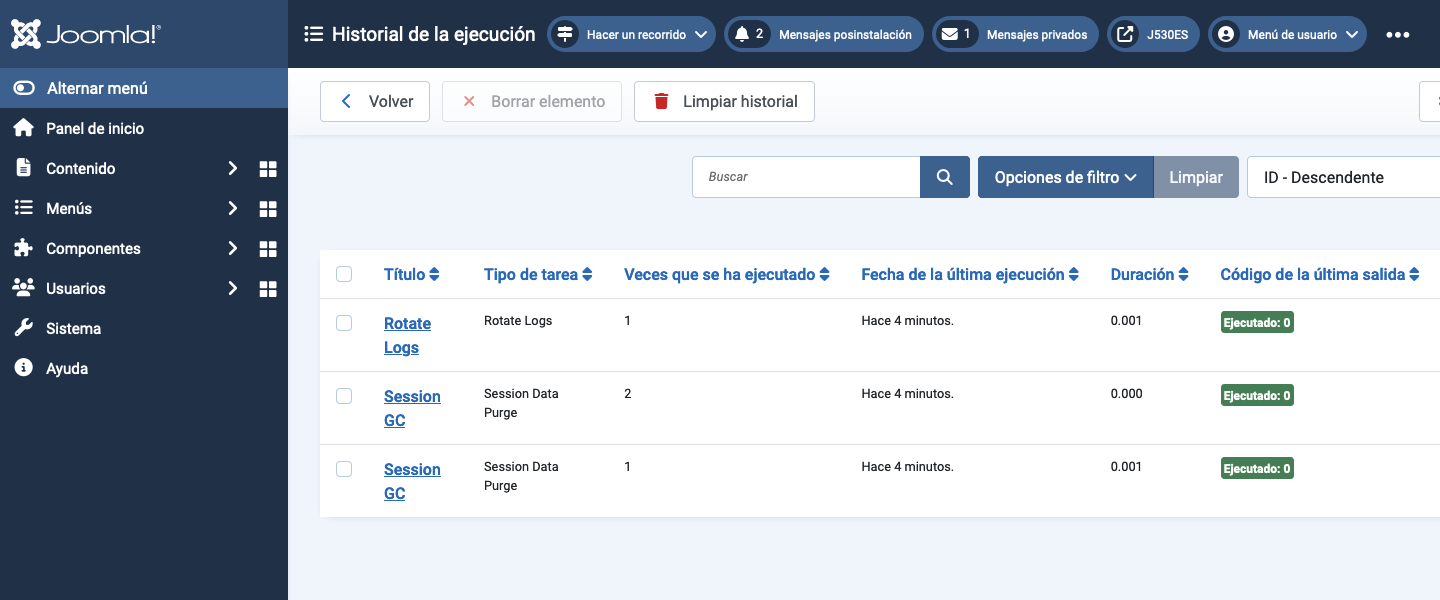 Joomla!®
Historial de la ejecución
Hacer un recorrido
2 Mensajes posinstalación
1 Mensajes privados
J530ES
Menú de usuario
Alternar menú
Panel de inicio
Contenido
Menús
Componentes
Usuarios
Sistema
Ayuda
Volver
Borrar elemento
Limpiar historial
Buscar
Opciones de filtro
Limpiar
ID - Descendente
Título Tipo de tarea Veces que se ha ejecutado Fecha de la última ejecución Duración Código de la última salida
Rotate Logs 1 Hace 4 minutos. 0.001 Ejecutado: 0
Rotate
Logs
Session Data 2 Hace 4 minutos. 0.000 Ejecutado: 0
Session Purge
GC
Session Data 1 Hace 4 minutos. 0.001 Ejecutado: 0
Session Purge
GC